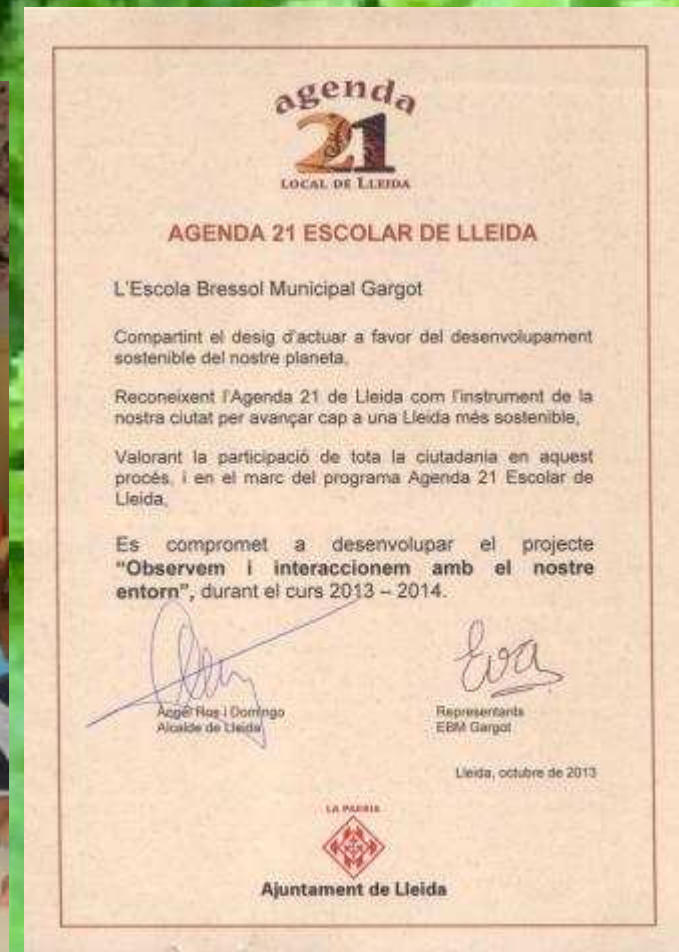 agenda
21
LOCAL DE LLEIDA
AGENDA 21 ESCOLAR DE LLEIDA
L'Escola Bressol Municipal Gargot
Compartint el desig d'actuar a favor del desenvolupament
sostenible del nostre planeta,
Reconeixent l'Agenda 21 de Lleida com l'instrument de la
nostra ciutat per avançar cap a una Lleida més sostenible,
Valorant la participació de tota la ciutadania en aquest
procés, i en el marc del programa Agenda 21 Escolar de
Lleida,
Es compromet a desenvolupar el projecte
"Observem i interaccionem amb el nostre
entorn", durant el curs 2013 – 2014.
Eva
Àngel Ros i Domingo
Alcalde de Lleida
Representants
EBM Gargot
Lleida, octubre de 2013
LA PAERIA
Ajuntament de Lleida